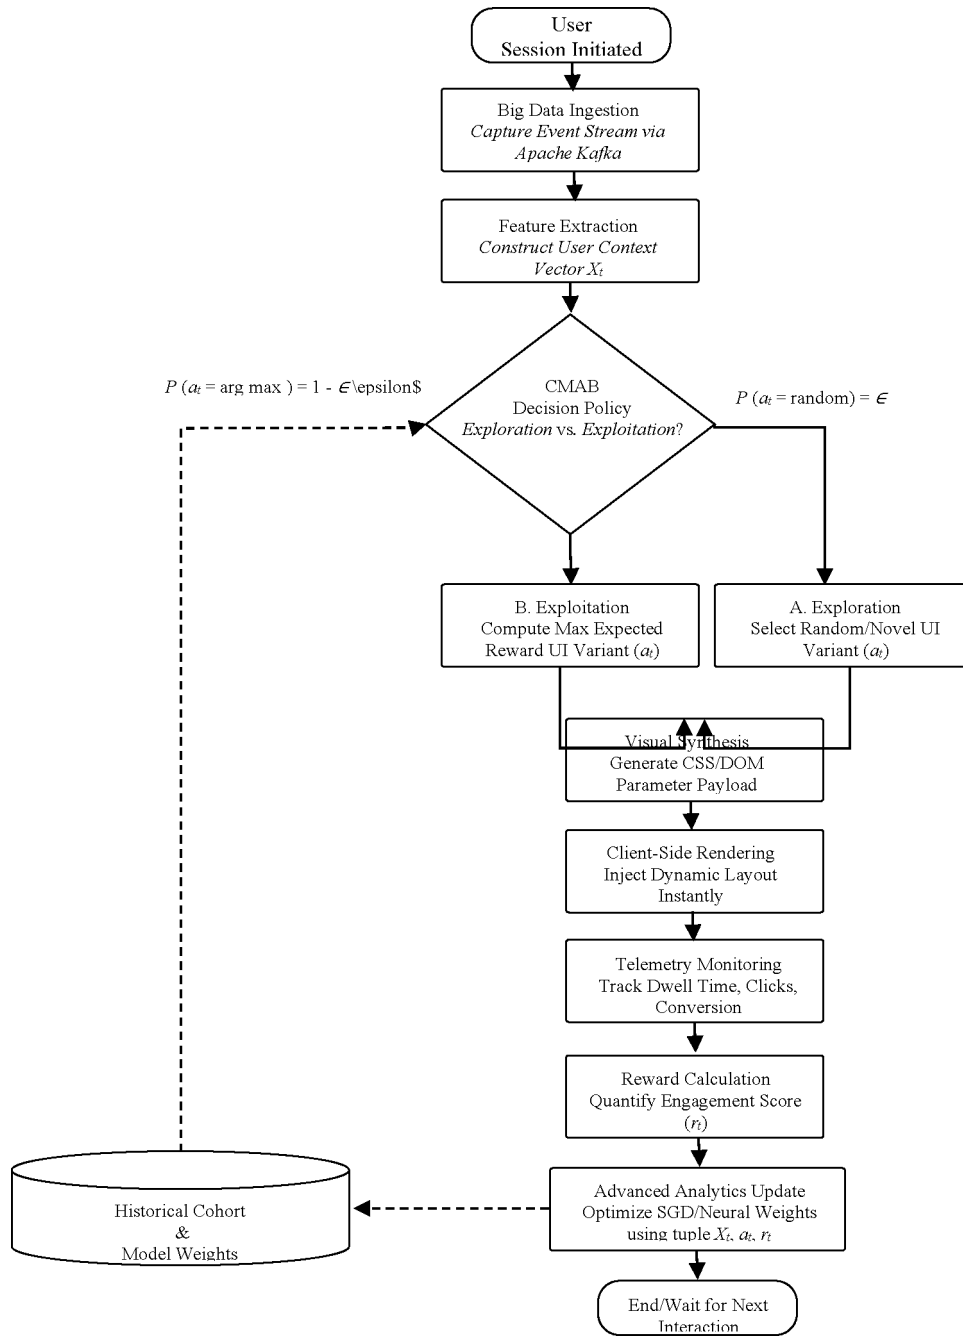 User
Session Initiated
Big Data Ingestion
Capture Event Stream via
Apache Kafka
Feature Extraction
Construct User Context
Vector Xt
P (at = arg max ) = 1 - ϵ\epsilon$
CMAB
Decision Policy
Exploration vs. Exploitation?
P (at = random) = ϵ
B. Exploitation
Compute Max Expected
Reward UI Variant (at)
A. Exploration
Select Random/Novel UI
Variant (at)
Visual Synthesis
Generate CSS/DOM
Parameter Payload
Client-Side Rendering
Inject Dynamic Layout
Instantly
Telemetry Monitoring
Track Dwell Time, Clicks,
Conversion
Reward Calculation
Quantify Engagement Score
(rt)
Advanced Analytics Update
Optimize SGD/Neural Weights
using tuple Xt, at, rt
Historical Cohort
&
Model Weights
End/Wait for Next
Interaction